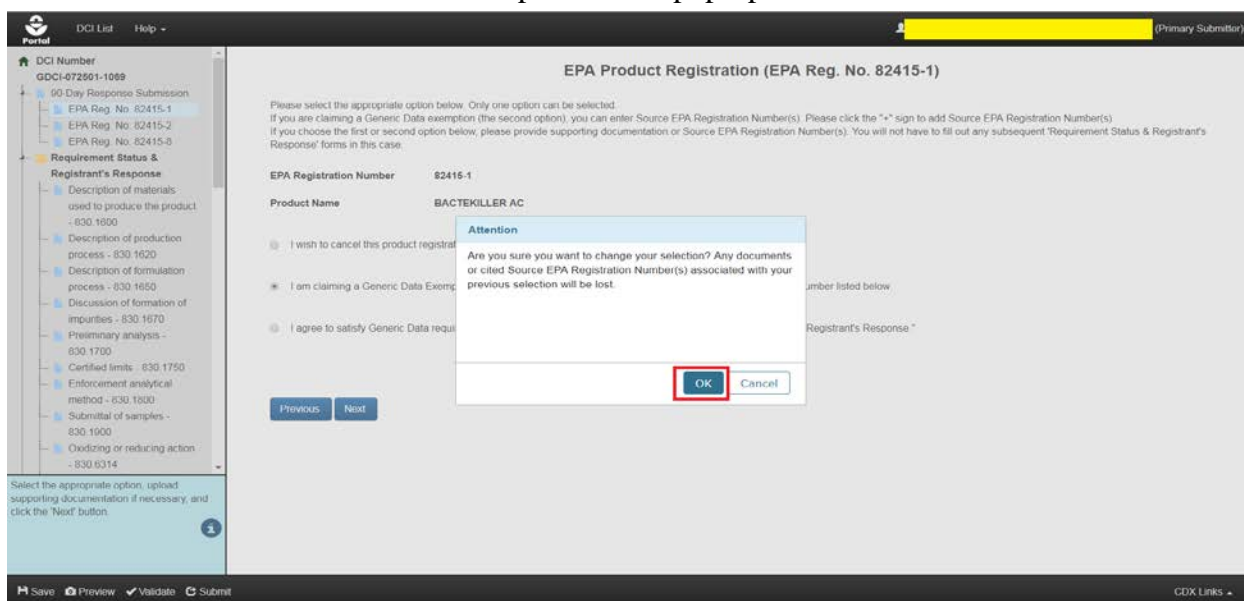 DCI List Help
(Primary Submittor)
Portal
DCI Number
GDCI-072501-1069
90-Day Response Submission
EPA Reg. No. 82415-1
EPA Reg. No. 82415-2
EPA Reg. No. 82415-8
Requirement Status &
Registrant's Response
Description of materials
used to produce the product
- 830.1600
Description of production
process - 830.1620
Description of formulation
process - 830.1650
Discussion of formation of
impurities - 830.1670
Preliminary analysis -
830.1700
Certified limits - 830.1750
Enforcement analytical
method - 830.1800
Submittal of samples -
830.1900
Oxidizing or reducing action
- 830.6314
Select the appropriate option, upload
supporting documentation if necessary, and
click the 'Next' button.
EPA Product Registration (EPA Reg. No. 82415-1)
Please select the appropriate option below. Only one option can be selected.
If you are claiming a Generic Data exemption (the second option), you can enter Source EPA Registration Number(s). Please click the "+" sign to add Source EPA Registration Number(s).
If you choose the first or second option below, please provide supporting documentation or Source EPA Registration Number(s). You will not have to fill out any subsequent 'Requirement Status & Registrant's
Response' forms in this case.
EPA Registration Number 82415-1
Product Name BACTEKILLER AC
I wish to cancel this product registrat
I am claiming a Generic Data Exemp umber listed below
I agree to satisfy Generic Data requi Registrant's Response."
Attention
Are you sure you want to change your selection? Any documents
or cited Source EPA Registration Number(s) associated with your
previous selection will be lost.
OK Cancel
Previous Next
Save Preview Validate Submit
CDX Links